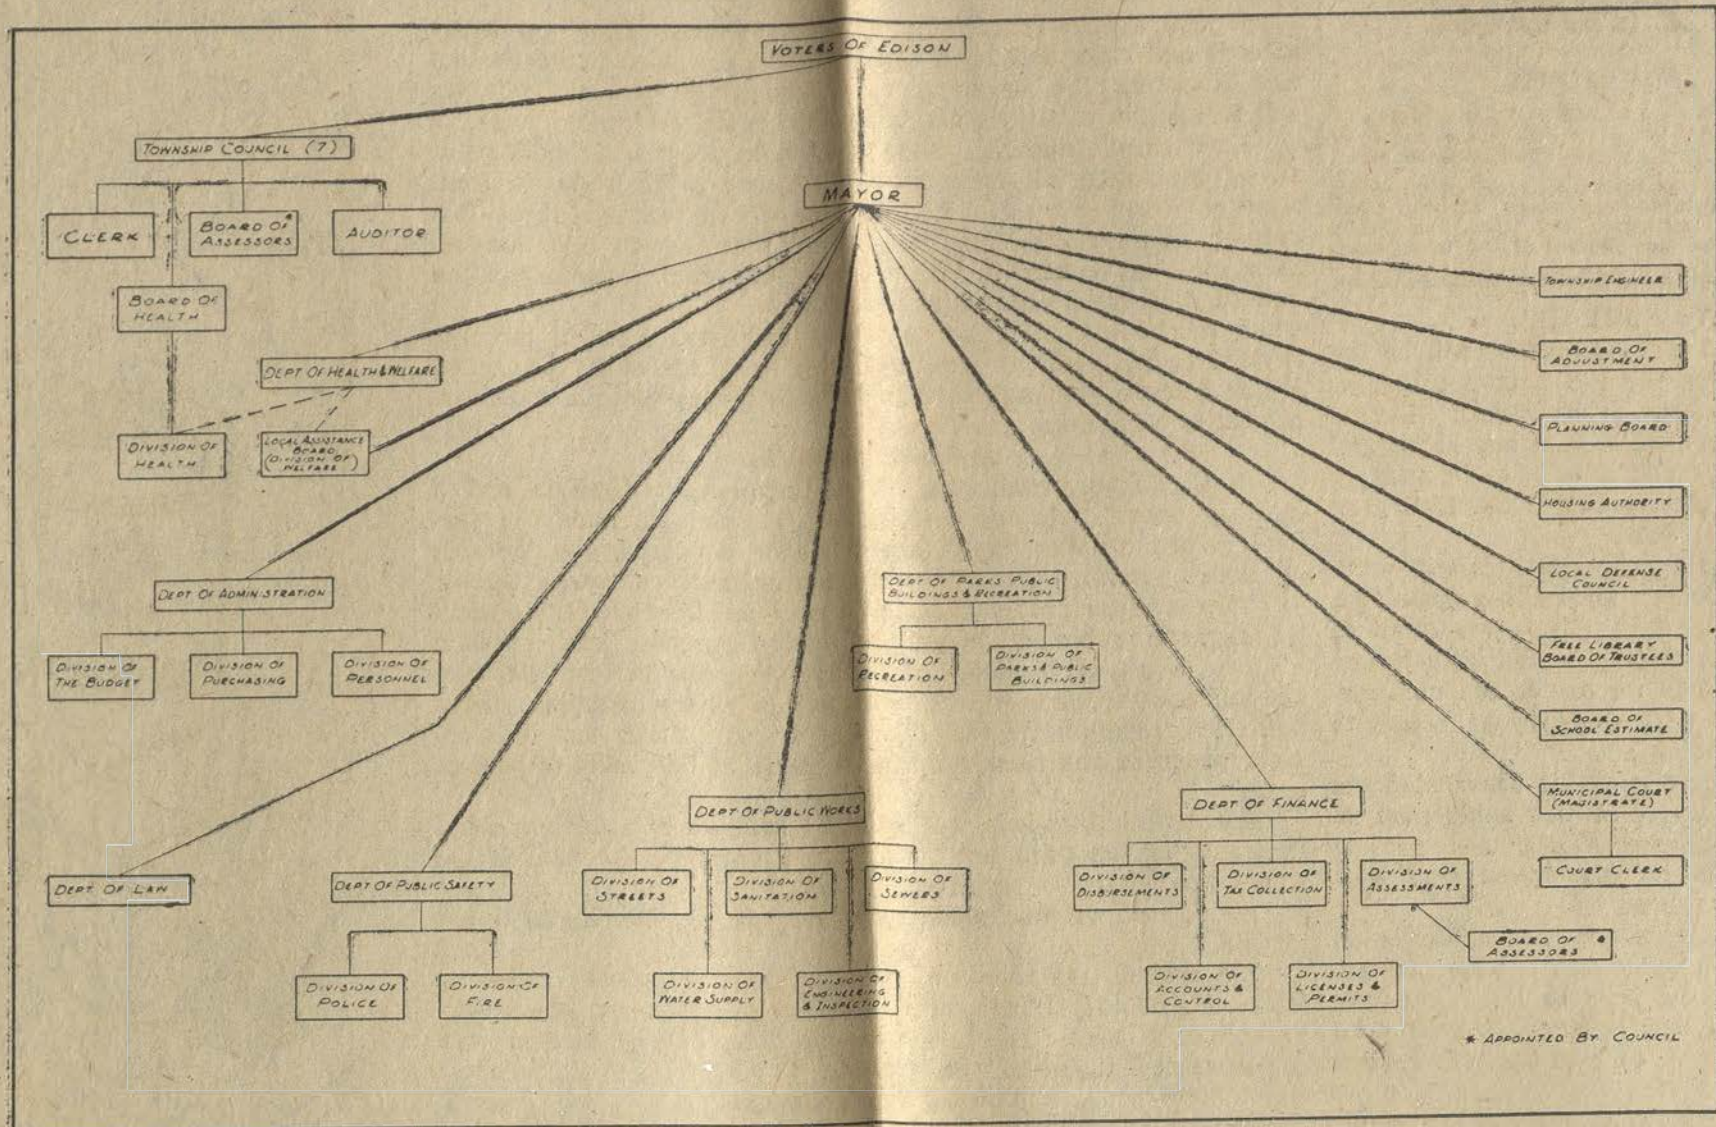 VOTERS OF EDISON
TOWNSHIP COUNCIL (7)
MAYOR
CLERK
BOARD OF *
ASSESSORS
AUDITOR
BOARD OF
HEALTH
TOWNSHIP ENGINEER
BOARD OF
ADJUSTMENT
DEPT OF HEALTH & WELFARE
PLANNING BOARD
DIVISION OF
HEALTH
LOCAL ASSISTANCE
BOARD
(DIVISION OF
WELFARE)
HOUSING AUTHORITY
LOCAL DEFENSE
COUNCIL
DEPT OF ADMINISTRATION
DEPT OF PARKS PUBLIC
BUILDINGS & RECREATION
FREE LIBRARY
BOARD OF TRUSTEES
DIVISION OF
THE BUDGET
DIVISION OF
PURCHASING
DIVISION OF
PERSONNEL
DIVISION OF
RECREATION
DIVISION OF
PARKS & PUBLIC
BUILDINGS
BOARD OF
SCHOOL ESTIMATE
DEPT OF PUBLIC WORKS
DEPT OF FINANCE
MUNICIPAL COURT
(MAGISTRATE)
DEPT. OF LAW
DEPT OF PUBLIC SAFETY
DIVISION OF
STREETS
DIVISION OF
SANITATION
DIVISION OF
SEWERS
DIVISION OF
DISBURSEMENTS
DIVISION OF
TAX COLLECTION
DIVISION OF
ASSESSMENTS
COURT CLERK
BOARD OF *
ASSESSORS
DIVISION OF
POLICE
DIVISION OF
FIRE
DIVISION OF
WATER SUPPLY
DIVISION OF
ENGINEERING
& INSPECTION
DIVISION OF
ACCOUNTS &
CONTROL
DIVISION OF
LICENSES &
PERMITS
* APPOINTED BY COUNCIL